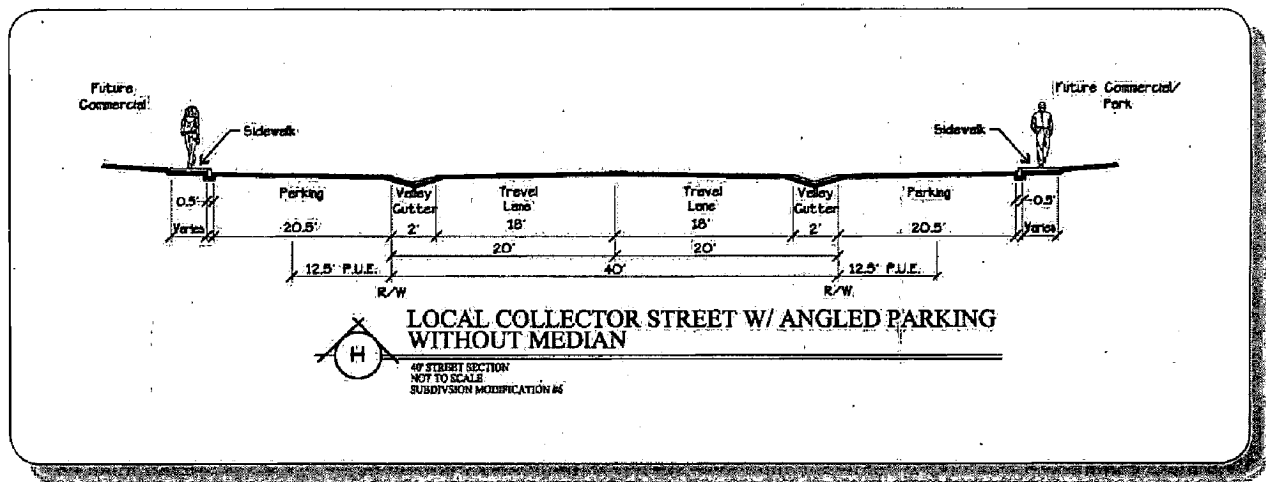 Future
Commercial
Future Commercial/
Park
Sidewalk
Sidewalk
0.5'
Parking
Valley
Gutter
Travel
Lane
Travel
Lane
Valley
Gutter
Parking
0.5'
Varies
20.5'
2'
18'
18'
2'
20.5'
Varies
20'
20'
12.5' P.U.E.
40'
12.5' P.U.E.
R/W
R/W
H
LOCAL COLLECTOR STREET W/ ANGLED PARKING
WITHOUT MEDIAN
40' STREET SECTION
NOT TO SCALE
SUBDIVSION MODIFICATION #6